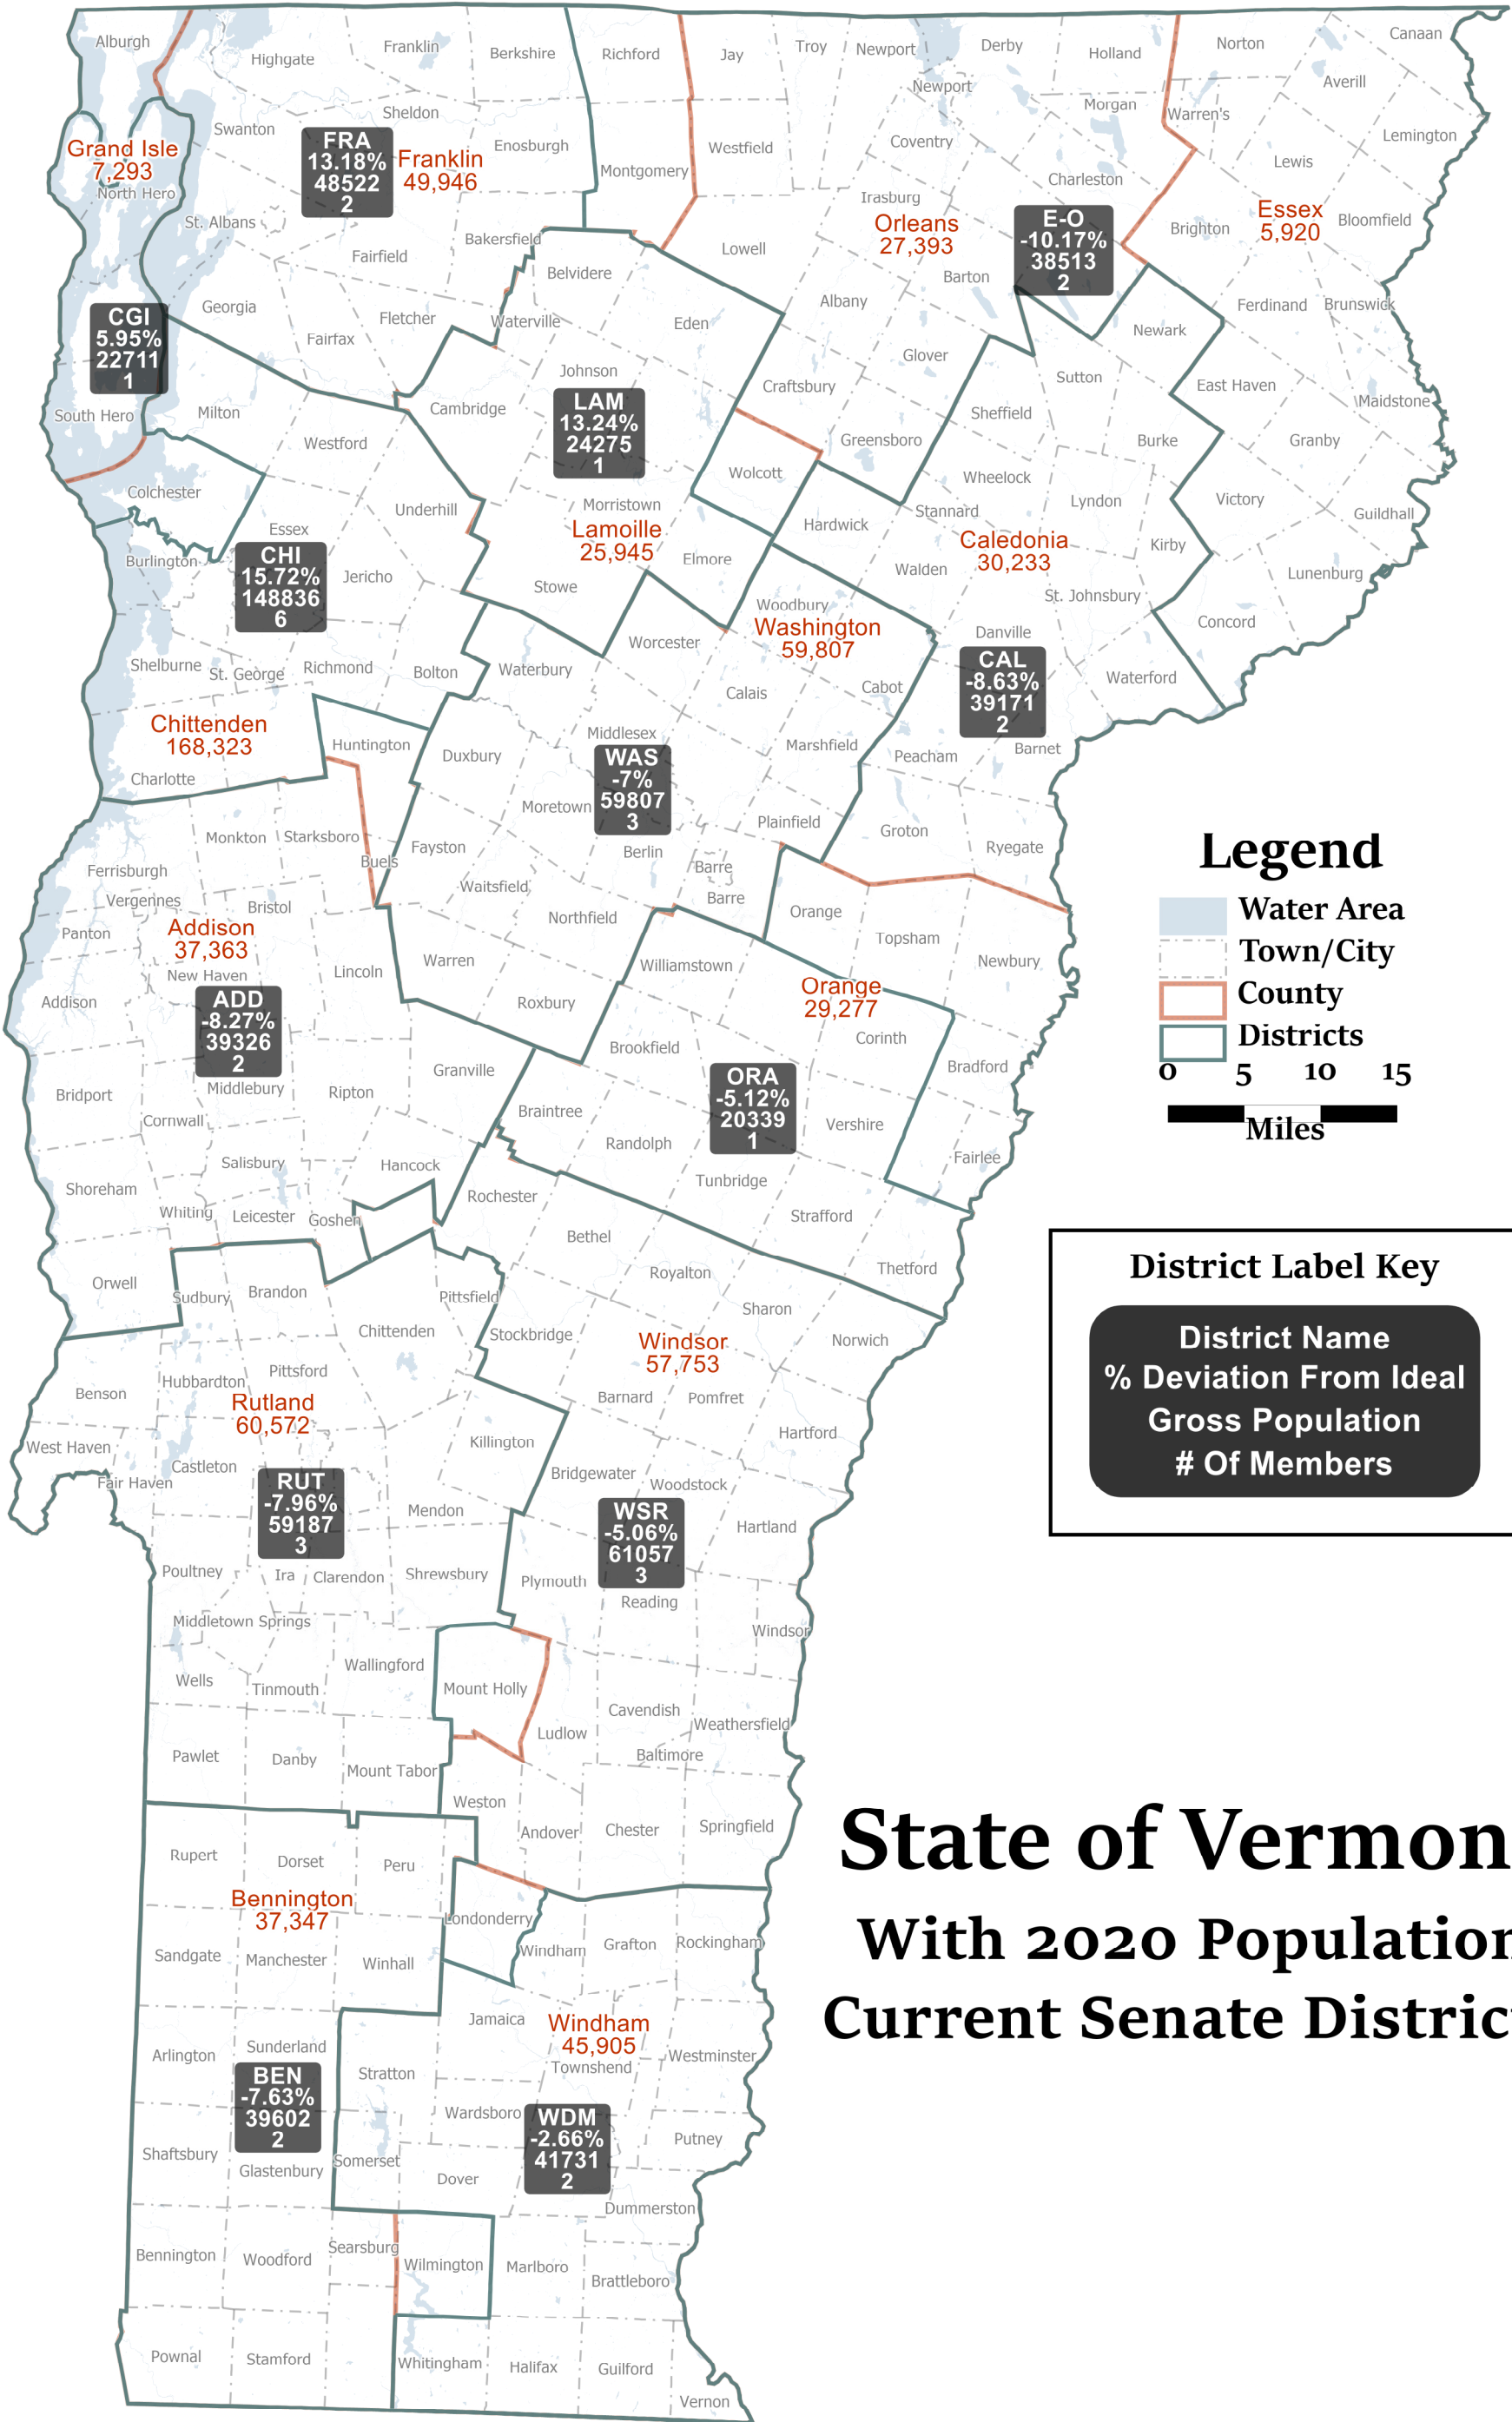 Alburgh
Highgate
Franklin
Berkshire
Richford
Jay
Troy
Newport
Derby
Holland
Norton
Canaan
Averill
Newport
Morgan
Warren's
Sheldon
Swanton
Lemington
Grand Isle
7,293
North Hero
FRA
13.18%
48522
2
Franklin
49,946
Enosburgh
Montgomery
Westfield
Coventry
Lewis
Charleston
Irasburg
St. Albans
Bakersfield
Fairfield
Lowell
Orleans
27,393
E-O
-10.17%
38513
2
Brighton
Essex
5,920
Bloomfield
Barton
Belvidere
Georgia
Fletcher
Fairfax
Waterville
Eden
Albany
Ferdinand
Brunswick
Newark
CGI
5.95%
22711
1
Glover
Johnson
Sutton
Craftsbury
East Haven
Maidstone
South Hero
Milton
Westford
Cambridge
LAM
13.24%
24275
1
Sheffield
Greensboro
Burke
Granby
Wolcott
Wheelock
Colchester
Underhill
Morristown
Lyndon
Victory
Stannard
Guildhall
Hardwick
Essex
Lamoille
25,945
Elmore
Caledonia
30,233
Kirby
Burlington
CHI
15.72%
148836
6
Jericho
Stowe
Walden
Lunenburg
St. Johnsbury
Woodbury
Washington
59,807
Worcester
Concord
Danville
Shelburne
St. George
Richmond
Bolton
Waterbury
Calais
Cabot
CAL
-8.63%
39171
2
Waterford
Chittenden
168,323
Huntington
Duxbury
Middlesex
Marshfield
Peacham
Barnet
Charlotte
WAS
-7%
59807
3
Moretown
Plainfield
Groton
Ryegate
Monkton
Starksboro
Buels
Fayston
Berlin
Barre
Barre
Ferrisburgh
Vergennes
Bristol
Waitsfield
Northfield
Orange
Topsham
Panton
Addison
37,363
New Haven
Lincoln
Warren
Williamstown
Newbury
Addison
Roxbury
Orange
29,277
ADD
-8.27%
39326
2
Brookfield
Corinth
Bradford
Granville
Bridport
Middlebury
Ripton
Cornwall
Braintree
ORA
-5.12%
20339
1
Vershire
Randolph
Fairlee
Salisbury
Hancock
Shoreham
Rochester
Tunbridge
Whiting
Leicester
Goshen
Strafford
Bethel
Thetford
Orwell
Sudbury
Brandon
Pittsfield
Royalton
Sharon
Chittenden
Stockbridge
Windsor
57,753
Norwich
Benson
Hubbardton
Pittsford
Rutland
60,572
Barnard
Pomfret
West Haven
Killington
Hartford
Fair Haven
Castleton
Bridgewater
Woodstock
RUT
-7.96%
59187
3
Mendon
WSR
-5.06%
61057
3
Hartland
Poultney
Ira
Clarendon
Shrewsbury
Plymouth
Reading
Middletown Springs
Windsor
Wallingford
Wells
Tinmouth
Mount Holly
Cavendish
Ludlow
Weathersfield
Pawlet
Danby
Mount Tabor
Baltimore
Weston
Andover
Chester
Springfield
Rupert
Dorset
Peru
Bennington
37,347
Londonderry
Windham
Grafton
Rockingham
Sandgate
Manchester
Winhall
Jamaica
Windham
45,905
Townshend
Westminster
Arlington
Sunderland
Stratton
BEN
-7.63%
39602
2
Wardsboro
WDM
-2.66%
41731
2
Putney
Shaftsbury
Glastenbury
Somerset
Dover
Dummerston
Bennington
Woodford
Searsburg
Wilmington
Marlboro
Brattleboro
Pownal
Stamford
Whitingham
Halifax
Guilford
Vernon
Legend
Water Area
Town/City
County
Districts
0 5 10 15
Miles
District Label Key
District Name
% Deviation From Ideal
Gross Population
# Of Members
State of Vermon
With 2020 Population
Current Senate Distric